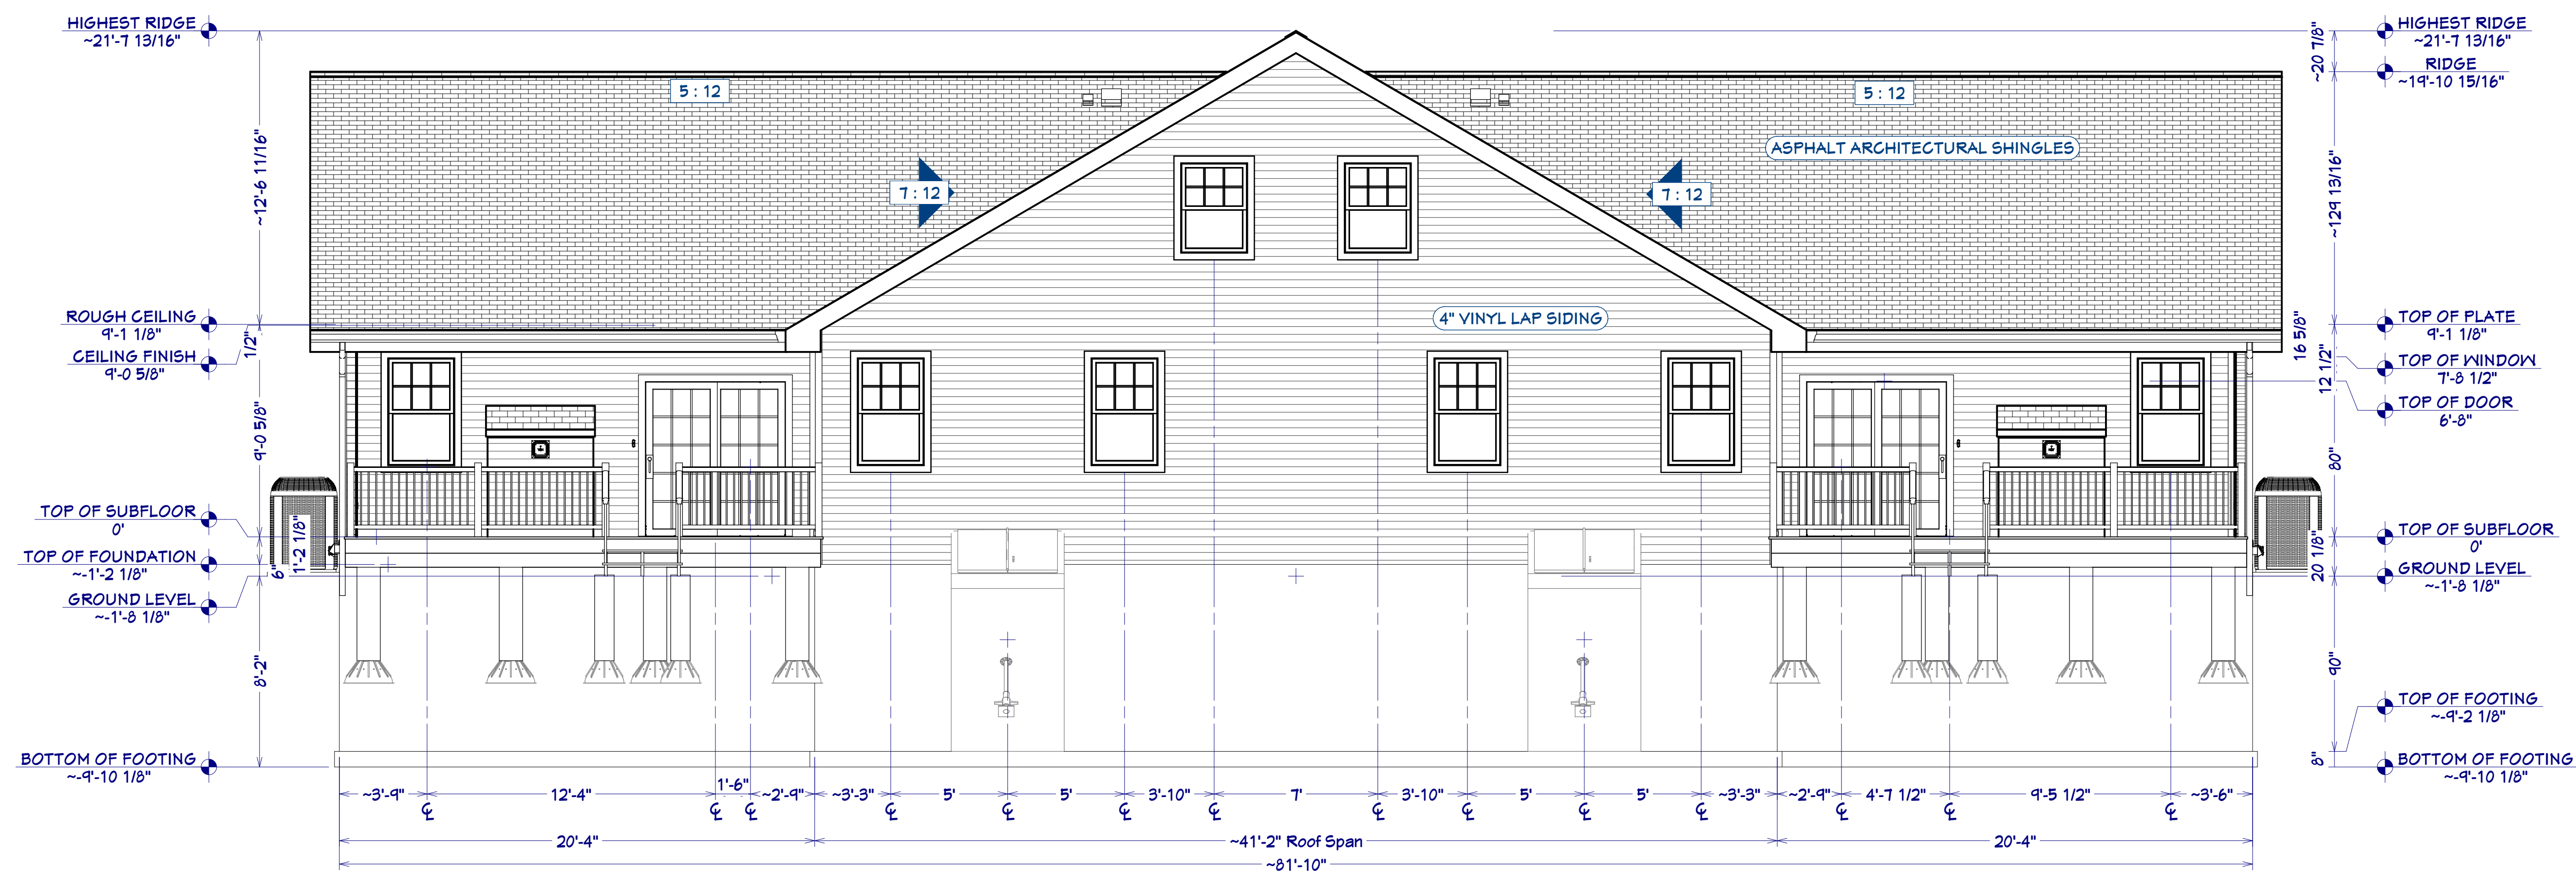 HIGHEST RIDGE
~21'-7 13/16"
ROUGH CEILING
9'-1 1/8"
CEILING FINISH
9'-0 5/8"
TOP OF SUBFLOOR
0'
TOP OF FOUNDATION
~-1'-2 1/8"
GROUND LEVEL
~-1'-8 1/8"
BOTTOM OF FOOTING
~-9'-10 1/8"
~12'-6 11/16"
1/2"
9'-0 5/8"
1'-2 1/8"
6"
8'-2"
5 : 12
7 : 12
7 : 12
5 : 12
ASPHALT ARCHITECTURAL SHINGLES
4" VINYL LAP SIDING
~20 7/8"
~129 13/16"
16 5/8"
12 1/2"
80"
20 1/8"
90"
8"
HIGHEST RIDGE
~21'-7 13/16"
RIDGE
~19'-10 15/16"
TOP OF PLATE
9'-1 1/8"
TOP OF WINDOW
7'-8 1/2"
TOP OF DOOR
6'-8"
TOP OF SUBFLOOR
0'
GROUND LEVEL
~-1'-8 1/8"
TOP OF FOOTING
~-9'-2 1/8"
BOTTOM OF FOOTING
~-9'-10 1/8"
~3'-9" 12'-4" 1'-6" ~2'-9" ~3'-3" 5' 5' 3'-10" 7' 3'-10" 5' 5' ~3'-3" ~2'-9" 4'-7 1/2" 9'-5 1/2" ~3'-6"
℄ ℄ ℄ ℄ ℄ ℄ ℄ ℄ ℄ ℄ ℄ ℄ ℄ ℄
20'-4" ~41'-2" Roof Span 20'-4"
~81'-10"